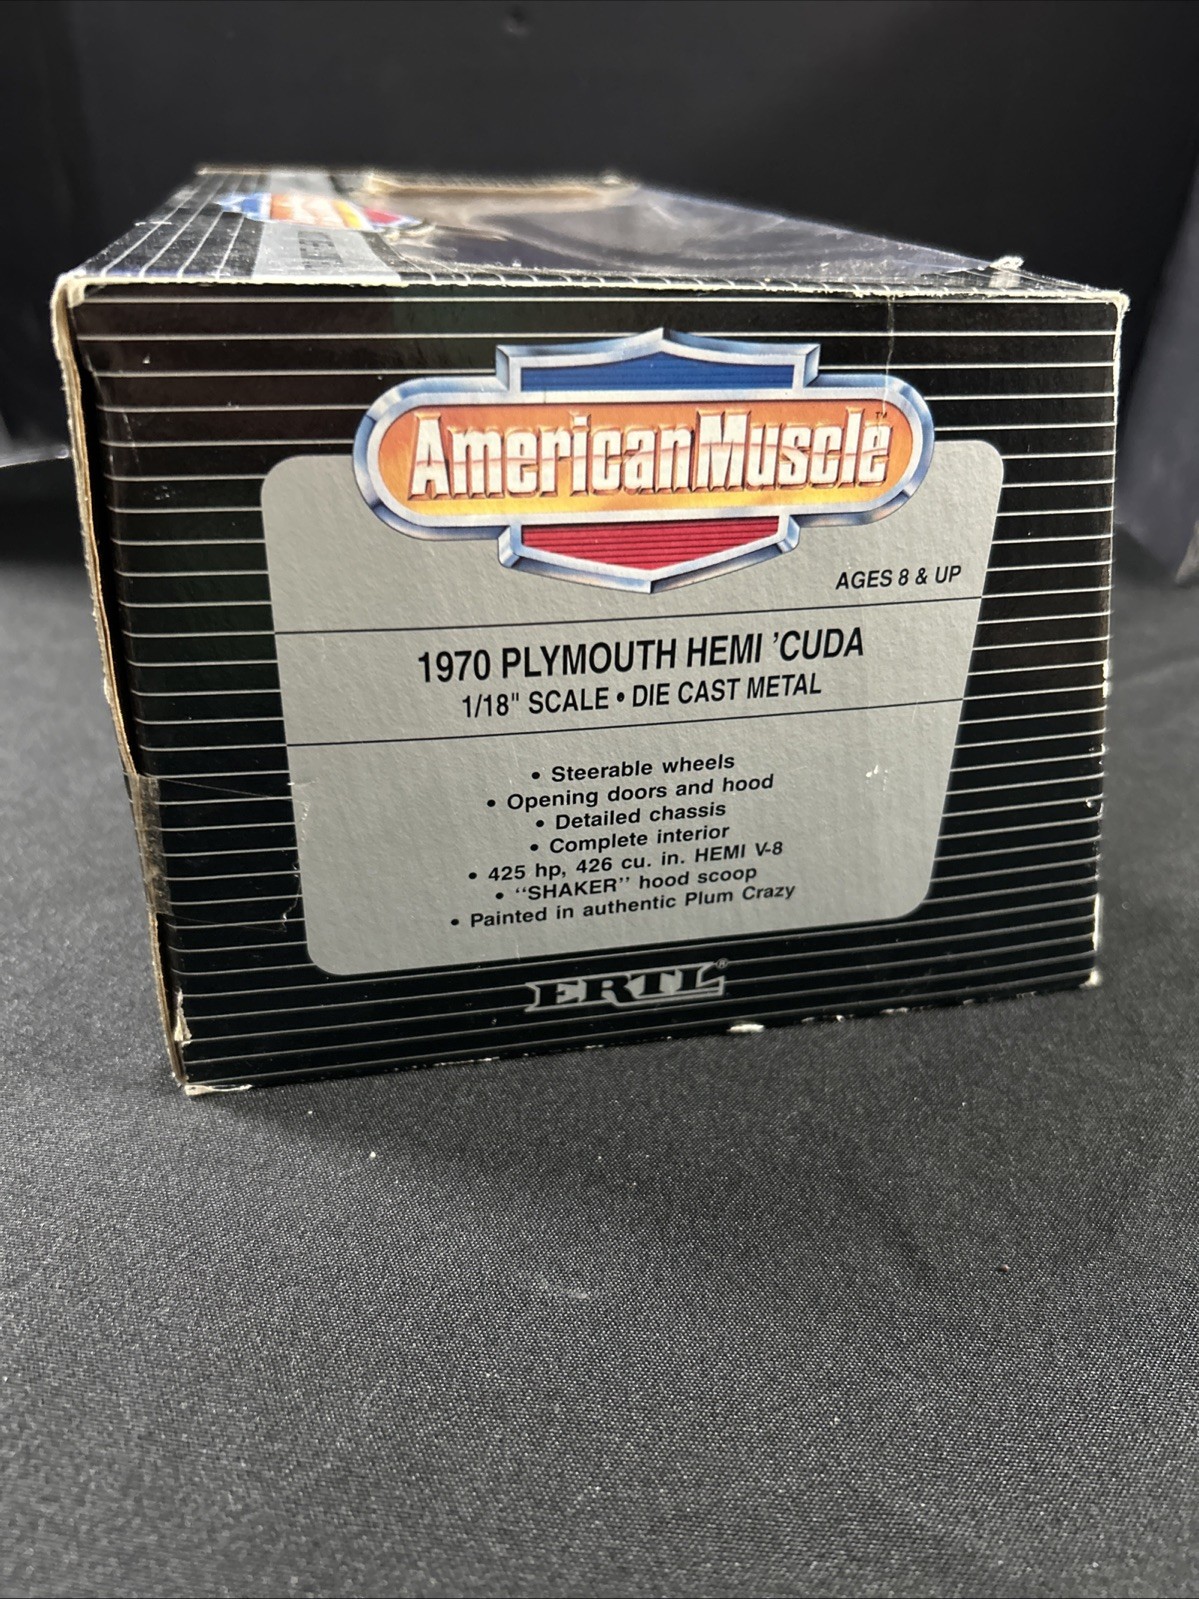 American Muscle™
AGES 8 & UP
1970 PLYMOUTH HEMI 'CUDA
1/18" SCALE • DIE CAST METAL
• Steerable wheels
• Opening doors and hood
• Detailed chassis
• Complete interior
• 425 hp, 426 cu. in. HEMI V-8
• "SHAKER" hood scoop
• Painted in authentic Plum Crazy
ERTL®